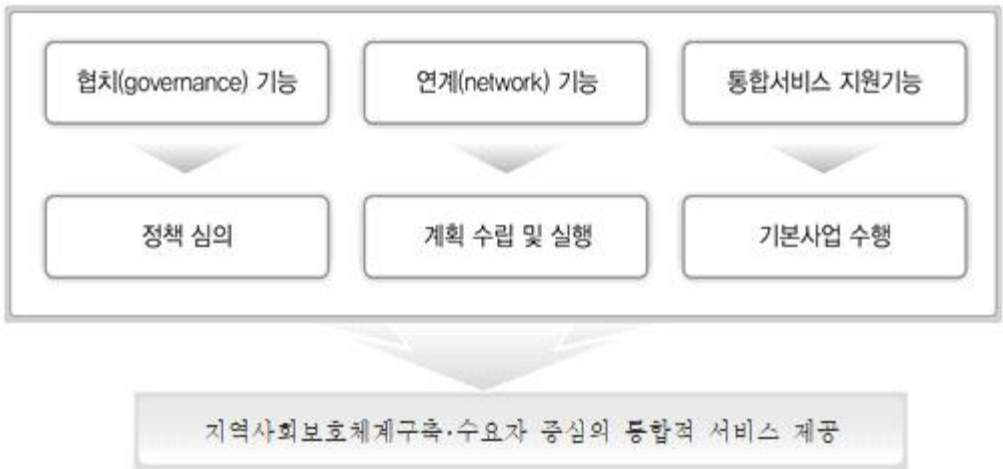 협치(governance) 기능
연계(network) 기능
통합서비스 지원기능
정책 심의
계획 수립 및 실행
기본사업 수행
지역사회보호체계구축·수요자 중심의 통합적 서비스 제공